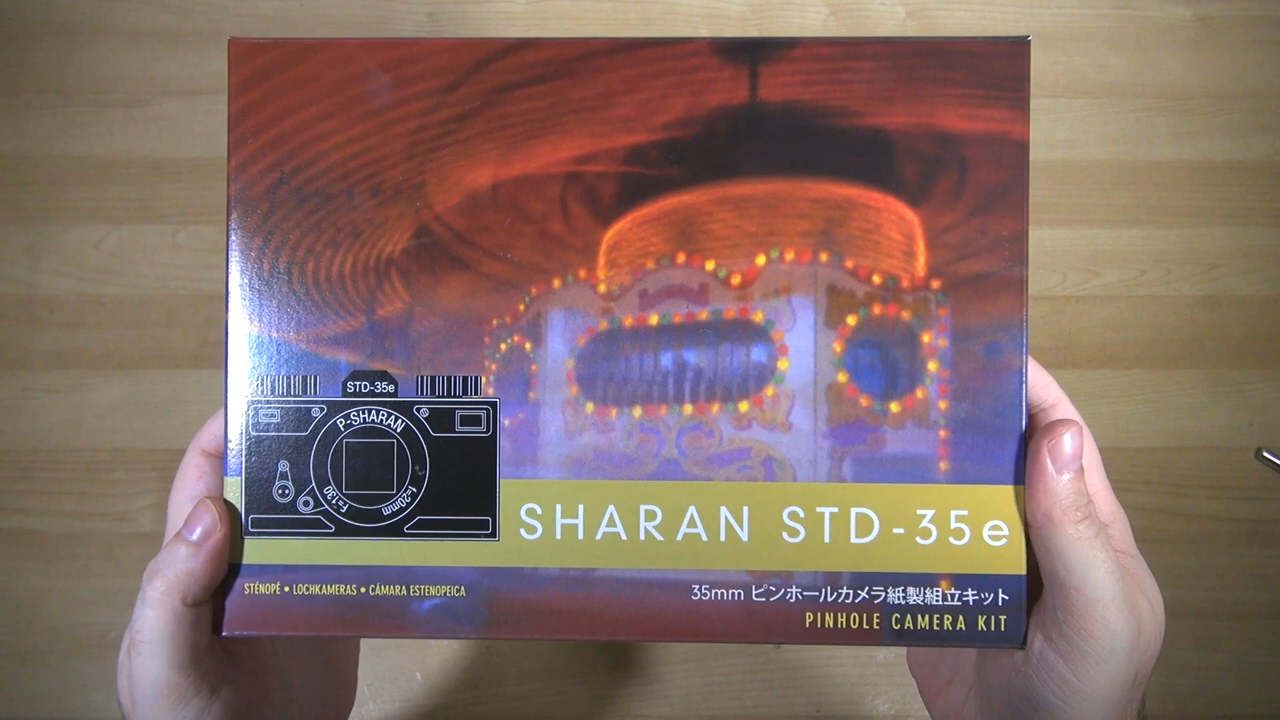 STD-35e
P-SHARAN
F=130
f=20mm
SHARAN STD-35e
STÉNOPÉ • LOCHKAMERAS • CÁMARA ESTENOPEICA
35mm ピンホールカメラ紙製組立キット
PINHOLE CAMERA KIT